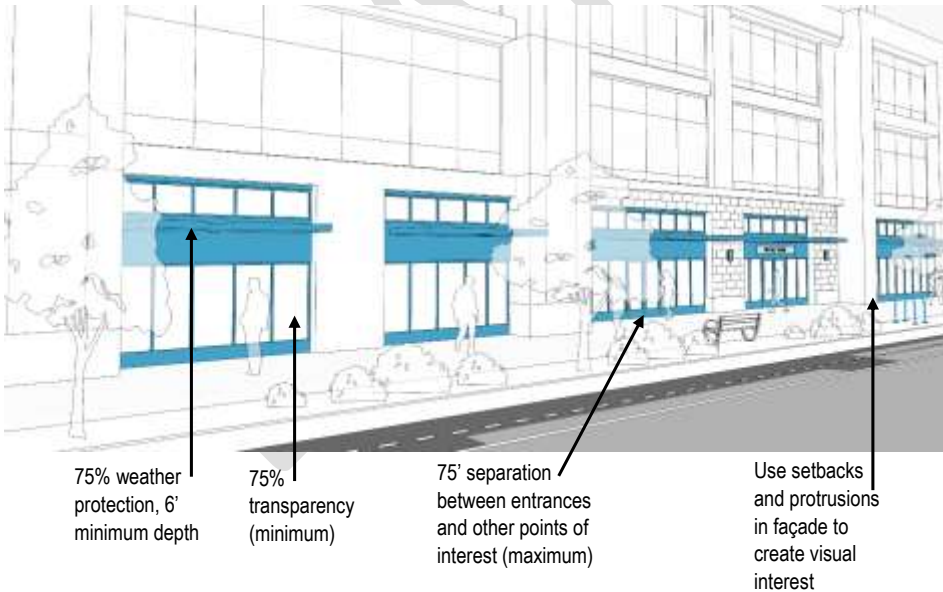 75% weather
protection, 6'
minimum depth
75%
transparency
(minimum)
75’ separation
between entrances
and other points of
interest (maximum)
Use setbacks
and protrusions
in façade to
create visual
interest